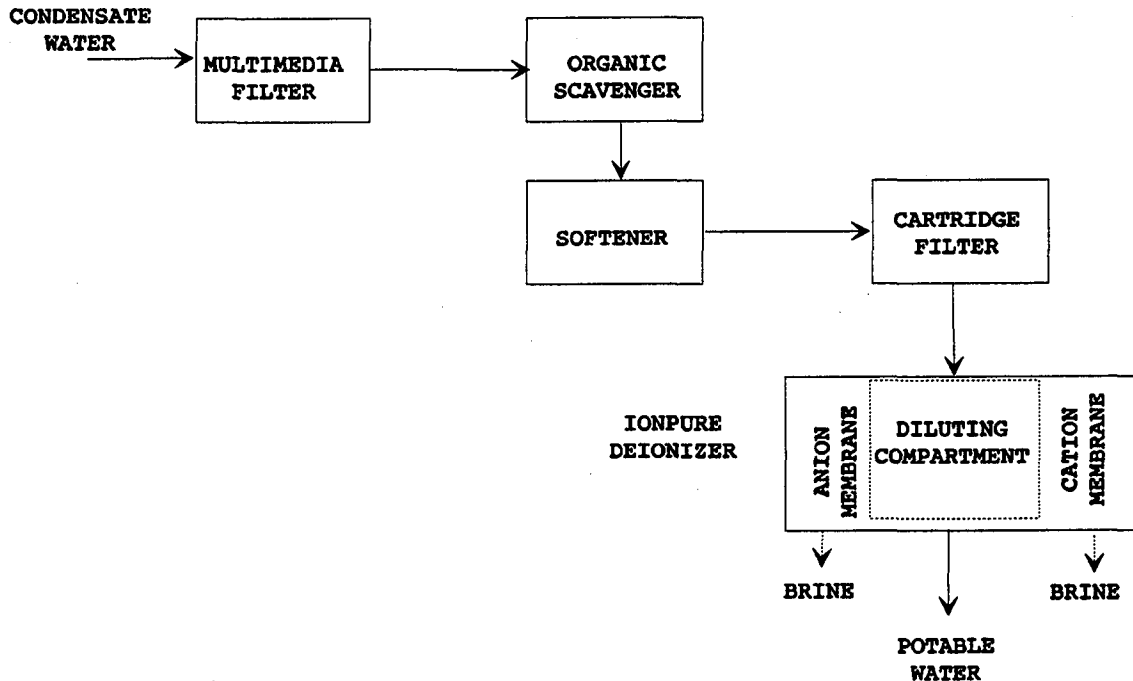 CONDENSATE
WATER
MULTIMEDIA
FILTER
ORGANIC
SCAVENGER
SOFTENER
CARTRIDGE
FILTER
IONPURE
DEIONIZER
ANION
MEMBRANE
DILUTING
COMPARTMENT
CATION
MEMBRANE
BRINE
BRINE
POTABLE
WATER